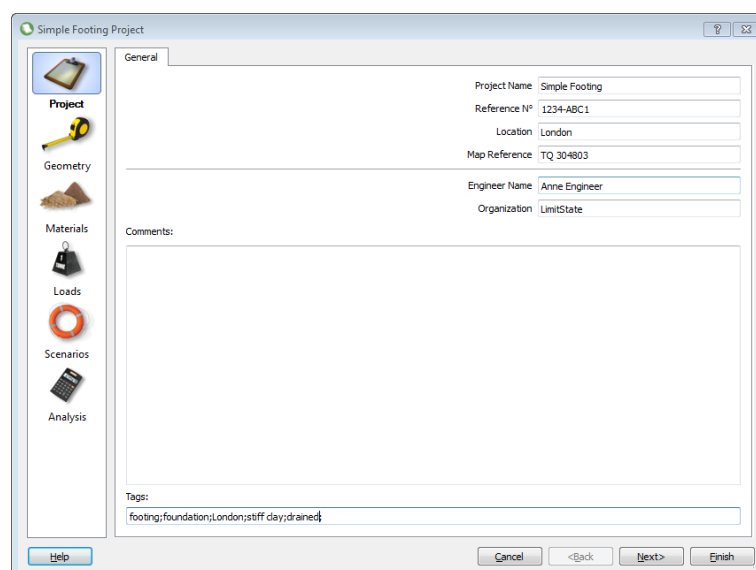 Simple Footing Project
General
Project
Geometry
Materials
Loads
Scenarios
Analysis
Project Name Simple Footing
Reference N° 1234-ABC1
Location London
Map Reference TQ 304803
Engineer Name Anne Engineer
Organization LimitState
Comments:
Tags:
footing;foundation;London;stiff clay;drained;
Help Cancel <Back Next> Finish